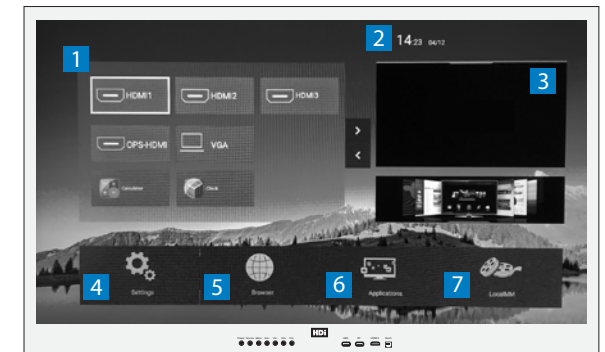 1
2
14:23 04/12
3
HDMI1
HDMI2
HDMI3
OPS-HDMI
VGA
Calculator
Clock
4
Settings
5
Browser
6
Applications
7
LocalMM
HDi